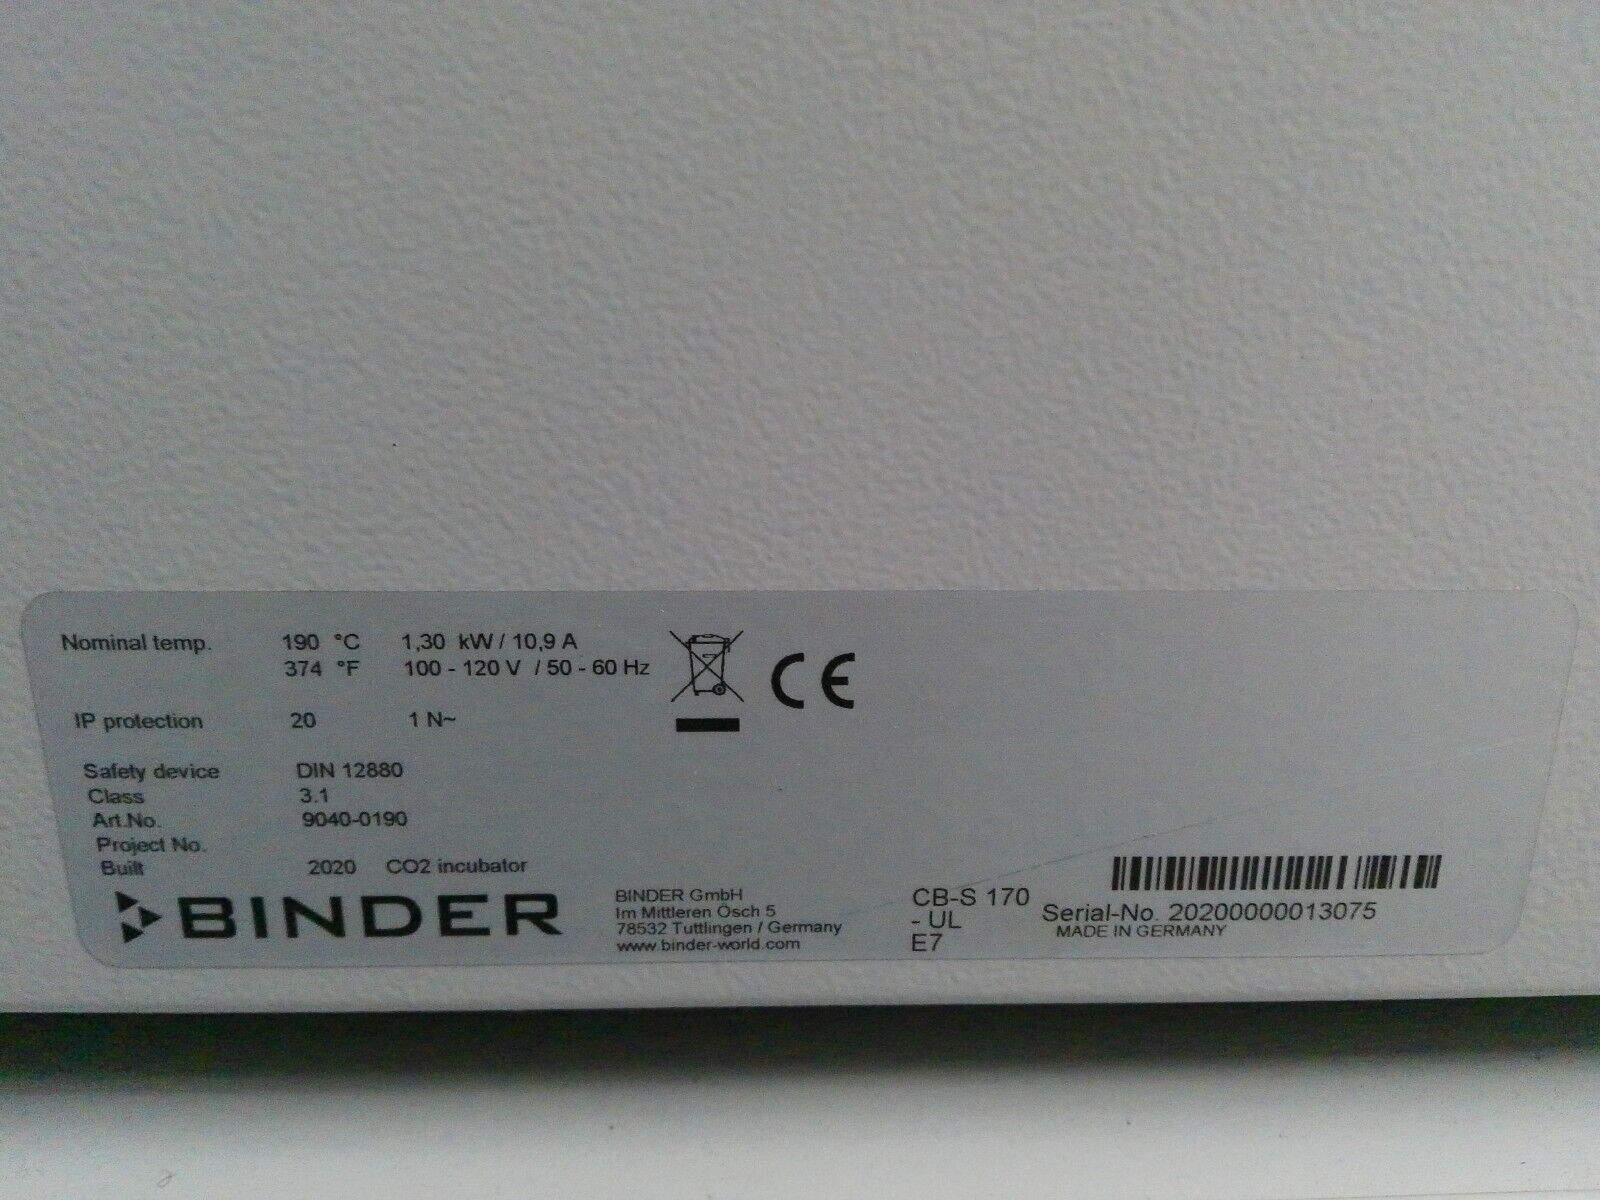 Nominal temp. 190 °C 1,30 kW / 10,9 A
374 °F 100 - 120 V / 50 - 60 Hz
IP protection 20 1 N~
CE
Safety device DIN 12880
Class 3.1
Art.No. 9040-0190
Project No.
Built 2020 CO2 incubator
BINDER
BINDER GmbH
Im Mittleren Ösch 5
78532 Tuttlingen / Germany
www.binder-world.com
CB-S 170
- UL
E7
Serial-No. 20200000013075
MADE IN GERMANY